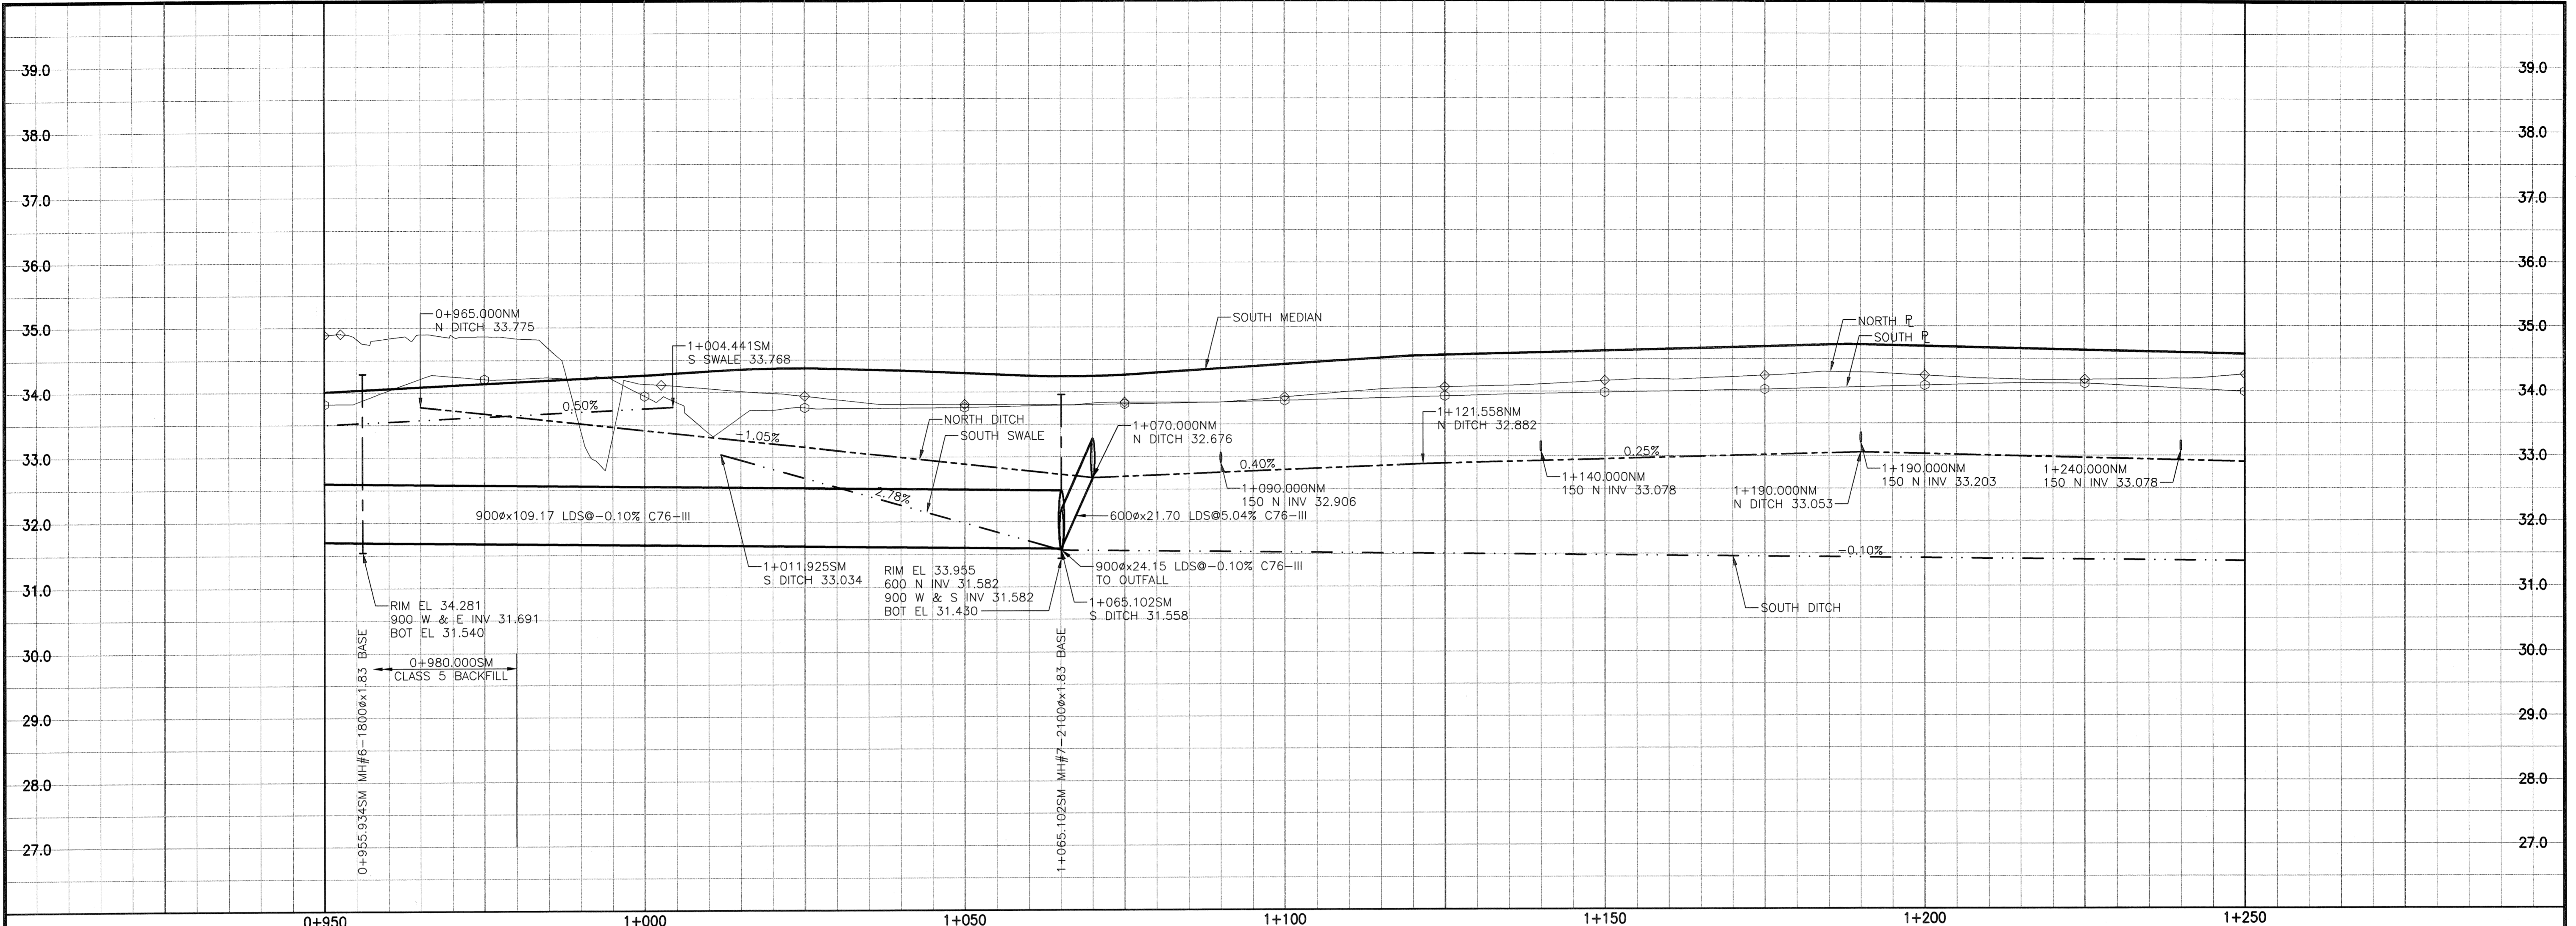 39.0
39.0
38.0
38.0
37.0
37.0
36.0
36.0
35.0
35.0
34.0
34.0
33.0
33.0
32.0
32.0
31.0
31.0
30.0
30.0
29.0
29.0
28.0
28.0
27.0
27.0
0+965.000NM
N DITCH 33.775
1+004.441SM
S SWALE 33.768
SOUTH MEDIAN
NORTH PL
SOUTH PL
0.50%
-1.05%
NORTH DITCH
SOUTH SWALE
1+070.000NM
N DITCH 32.676
1+121.558NM
N DITCH 32.882
0.40%
0.25%
1+090.000NM
150 N INV 32.906
1+140.000NM
150 N INV 33.078
1+190.000NM
N DITCH 33.053
1+190.000NM
150 N INV 33.203
1+240.000NM
150 N INV 33.078
-2.78%
900øx109.17 LDS@-0.10% C76-III
600øx21.70 LDS@5.04% C76-III
1+011.925SM
S DITCH 33.034
RIM EL 33.955
600 N INV 31.582
900 W & S INV 31.582
BOT EL 31.430
900øx24.15 LDS@-0.10% C76-III
TO OUTFALL
1+065.102SM
S DITCH 31.558
-0.10%
SOUTH DITCH
RIM EL 34.281
900 W & E INV 31.691
BOT EL 31.540
0+980.000SM
CLASS 5 BACKFILL
0+955.934SM MH#6-1800øx1.83 BASE
1+065.102SM MH#7-2100øx1.83 BASE
0+950
1+000
1+050
1+100
1+150
1+200
1+250